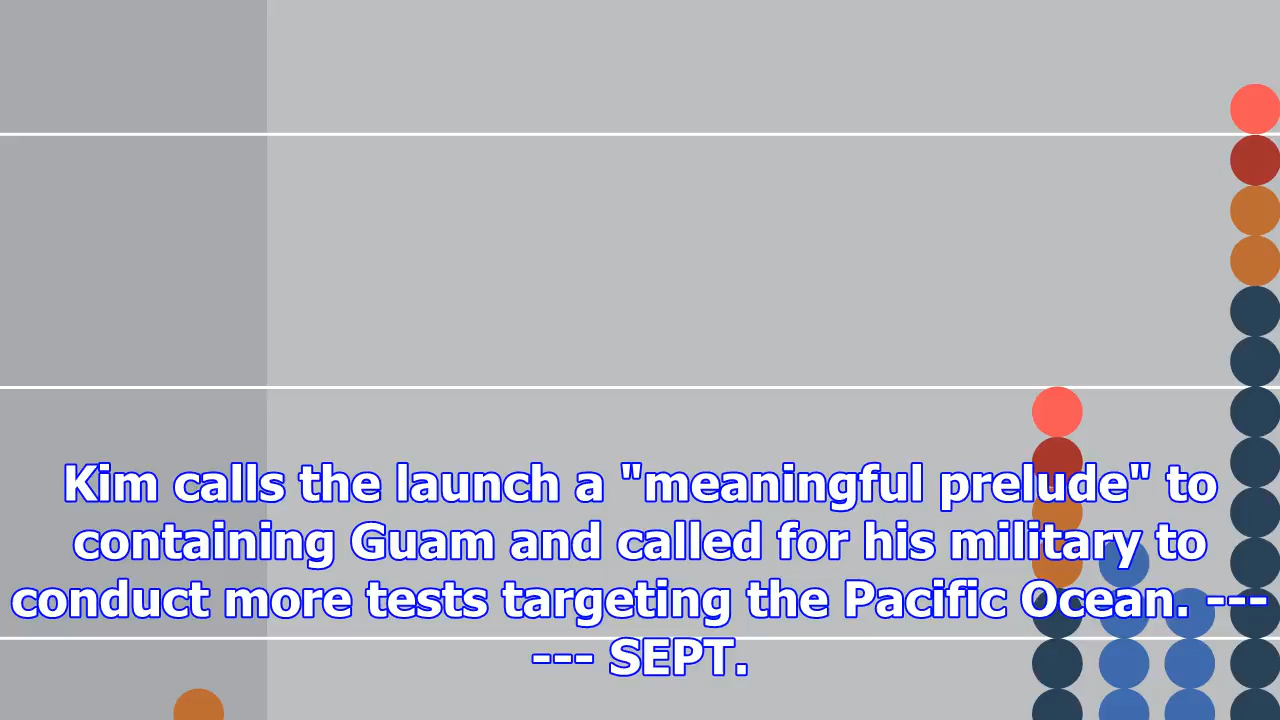 Kim calls the launch a "meaningful prelude" to
containing Guam and called for his military to
conduct more tests targeting the Pacific Ocean. ---
--- SEPT.